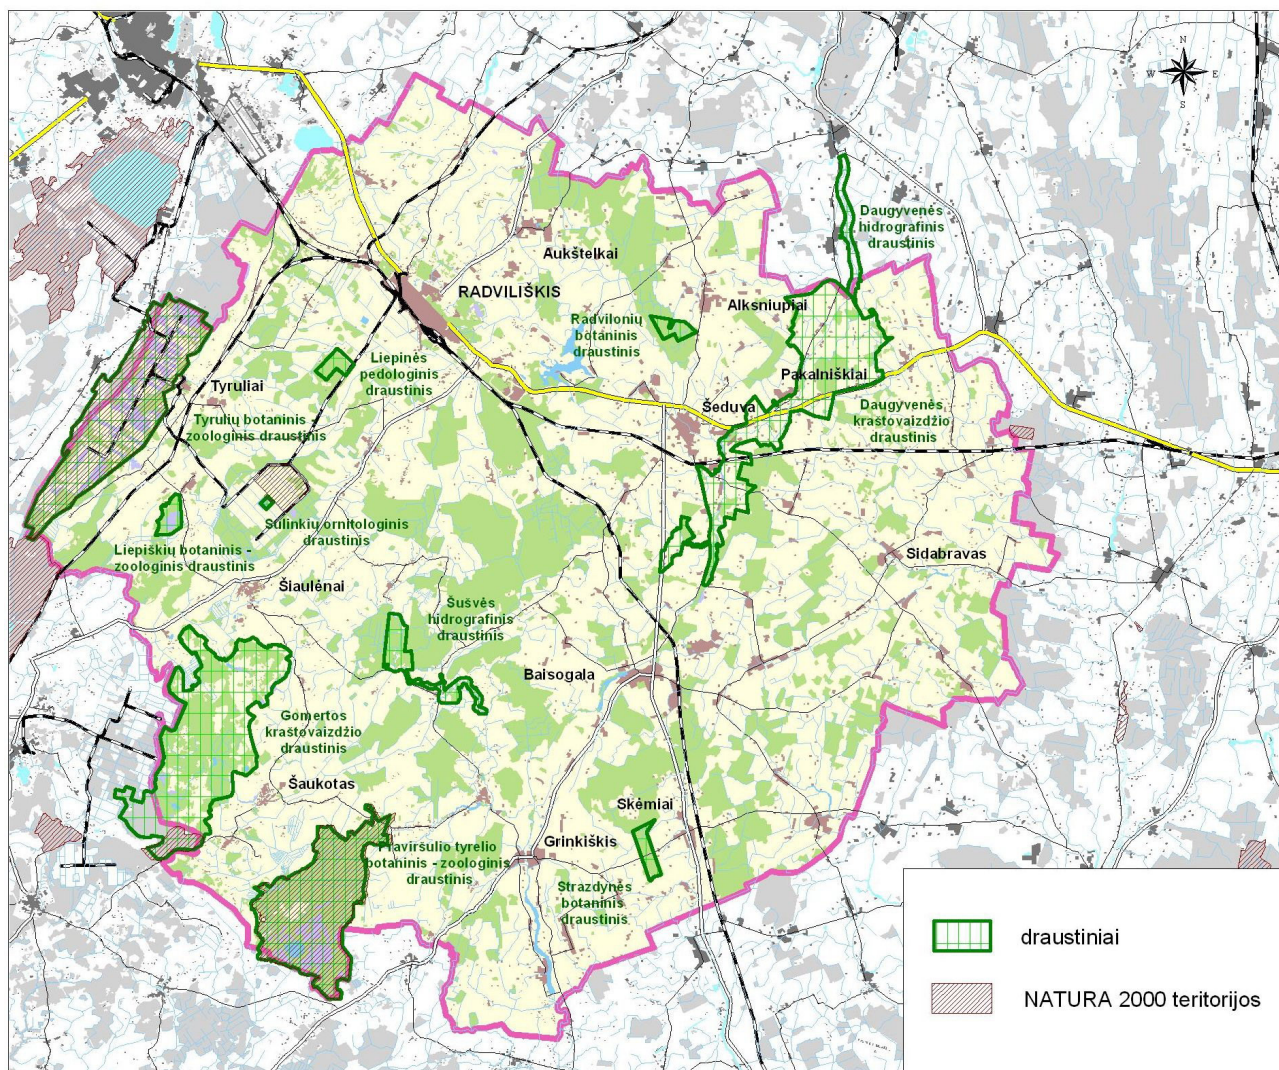 N
W
E
S
Daugyvenės
hidrografinis
draustinis
Aukštelkai
RADVILIŠKIS
Alksniupiai
Radvilonių
botaninis
draustinis
Liepinės
pedologinis
draustinis
Pakalniškiai
Tyruliai
Šeduva
Daugyvenės
kraštovaizdžio
draustinis
Tyrulių botaninis
zoologinis draustinis
Sulinkių ornitologinis
draustinis
Liepiškių botaninis -
zoologinis draustinis
Sidabravas
Šiaulėnai
Šušvės
hidrografinis
draustinis
Baisogala
Gomertos
kraštovaizdžio
draustinis
Šaukotas
Skėmiai
Praviršulio tyrelio
botaninis - zoologinis
draustinis
Grinkiškis
Strazdynės
botaninis
draustinis
draustiniai
NATURA 2000 teritorijos